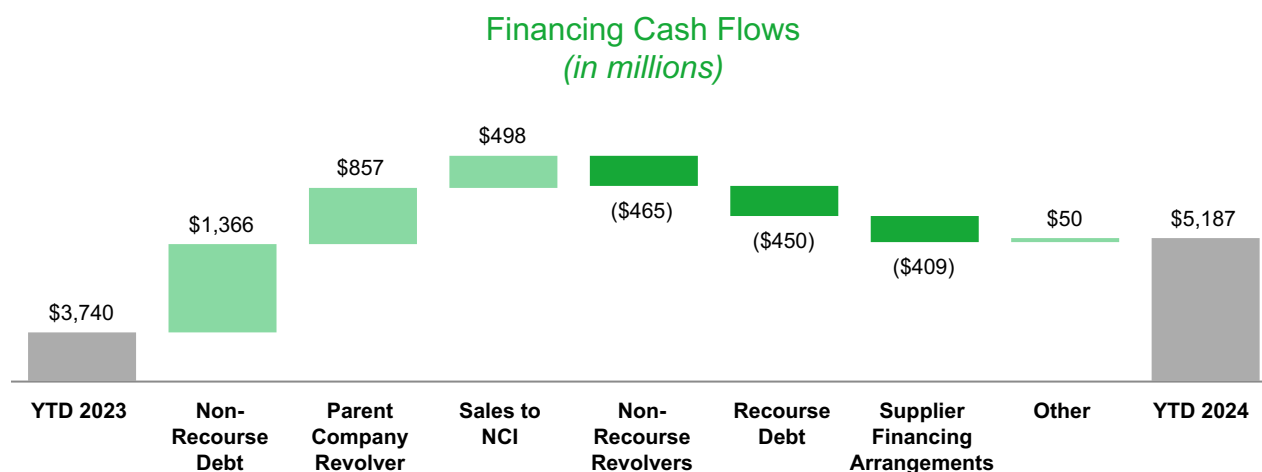 Financing Cash Flows
(in millions)
$498
$857
$1,366
($465)
$50
$5,187
($450)
($409)
$3,740
YTD 2023
Non-
Recourse
Debt
Parent
Company
Revolver
Sales to
NCI
Non-
Recourse
Revolvers
Recourse
Debt
Supplier
Financing
Arrangements
Other
YTD 2024